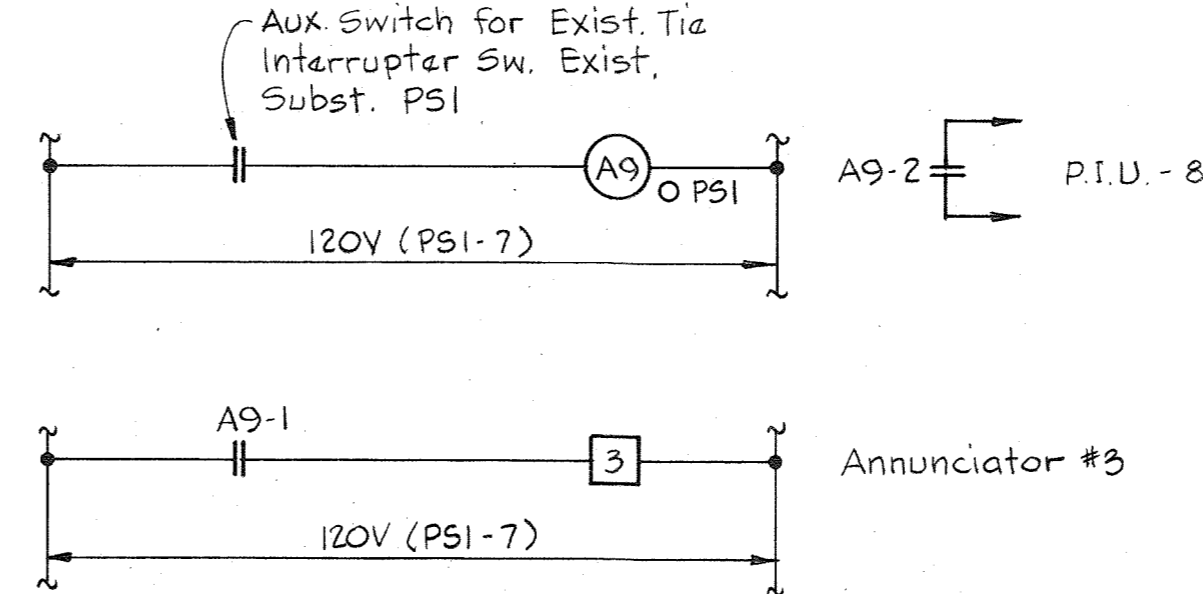 Aux. Switch for Exist. Tie
Interrupter Sw. Exist.
Subst. PS1
A9
O PS1
A9-2
P.I.U. - 8
120V (PS1-7)
A9-1
3
Annunciator #3
120V (PS1-7)